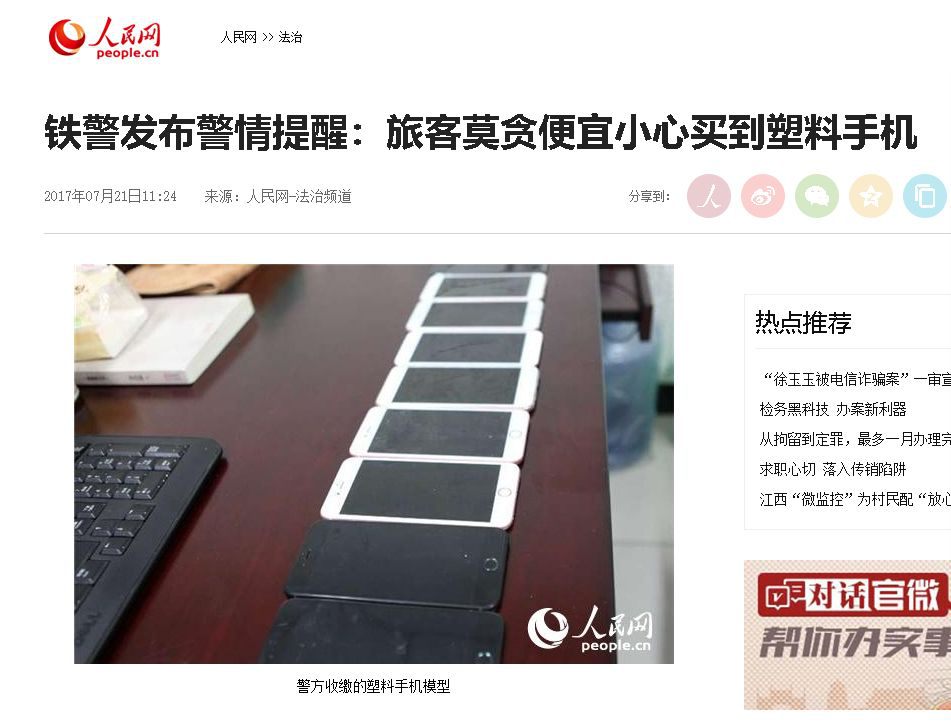 人民网
people.cn
人民网 >> 法治
铁警发布警情提醒：旅客莫贪便宜小心买到塑料手机
2017年07月21日11:24 来源：人民网-法治频道 分享到：
人
人民网
people.cn
警方收缴的塑料手机模型
热点推荐
“徐玉玉被电信诈骗案”一审宣
检务黑科技 办案新利器
从拘留到定罪，最多一月办理完
求职心切 落入传销陷阱
江西“微监控”为村民配“放心
对话官微
帮你办实事